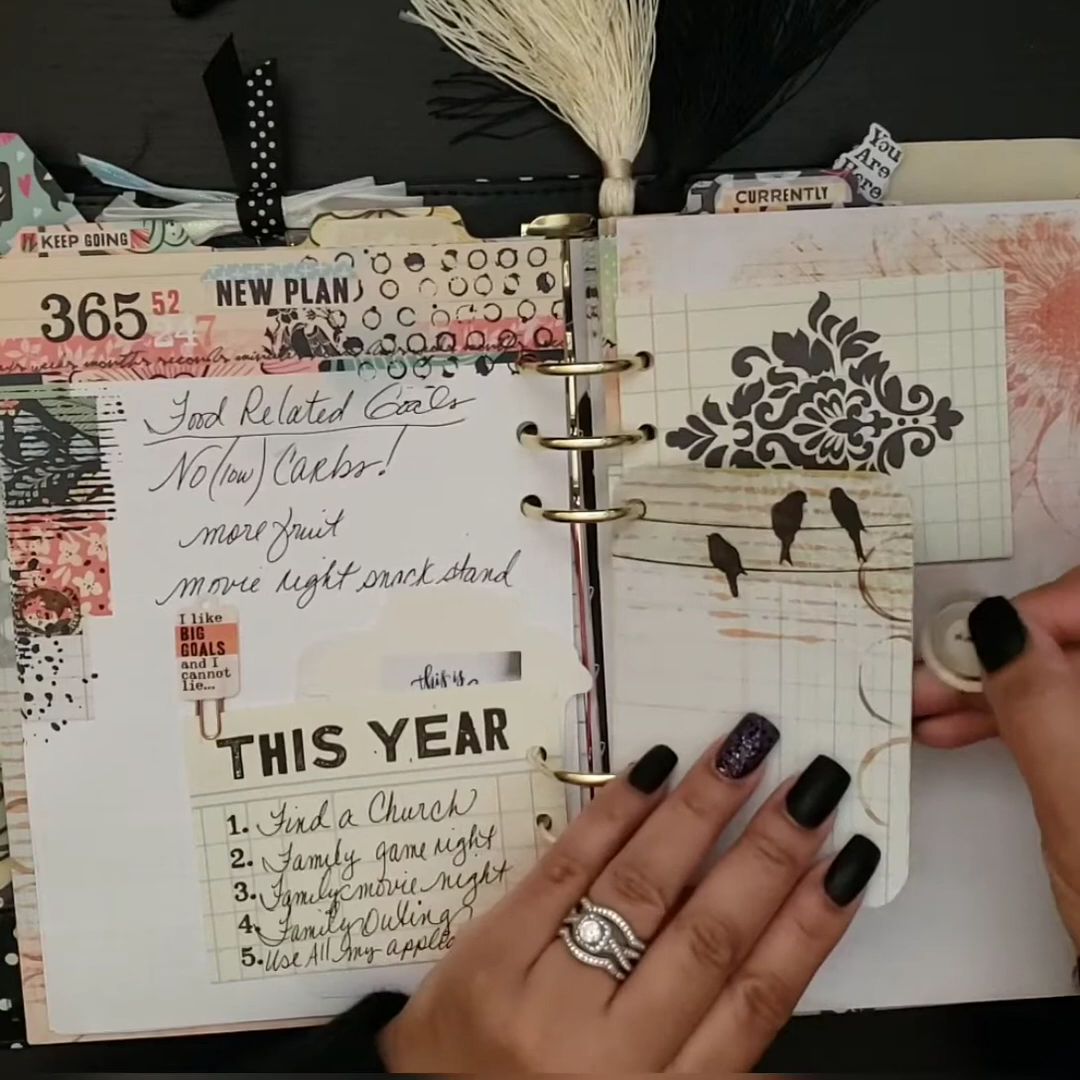 You
Are
Here
CURRENTLY
KEEP GOING
365 52
24 7
NEW PLAN
Food Related Goals
No (low) Carbs!
more fruit
movie night snack stand
I like
BIG
GOALS
and I
cannot
lie...
this is
THIS YEAR
1. Find a Church
2. Family game night
3. Family movie night
4. Family Outing
5. Use All my